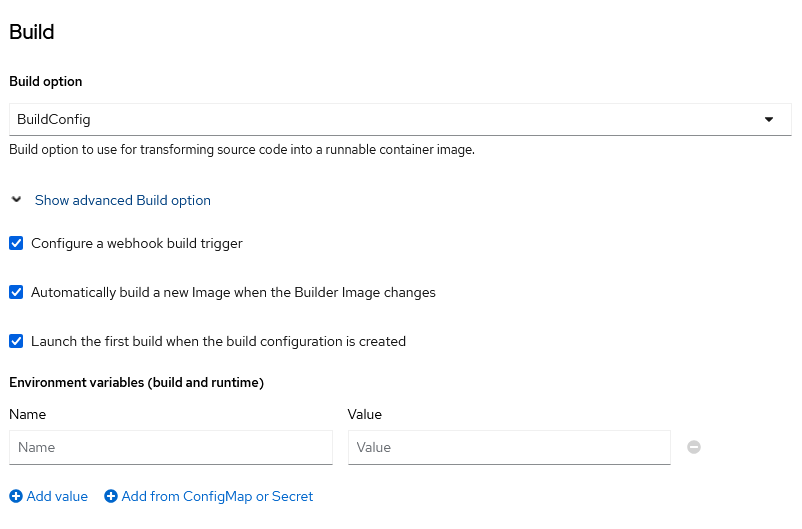 Build
Build option
BuildConfig
Build option to use for transforming source code into a runnable container image.
Show advanced Build option
Configure a webhook build trigger
Automatically build a new Image when the Builder Image changes
Launch the first build when the build configuration is created
Environment variables (build and runtime)
Name Value
Name Value
Add value Add from ConfigMap or Secret